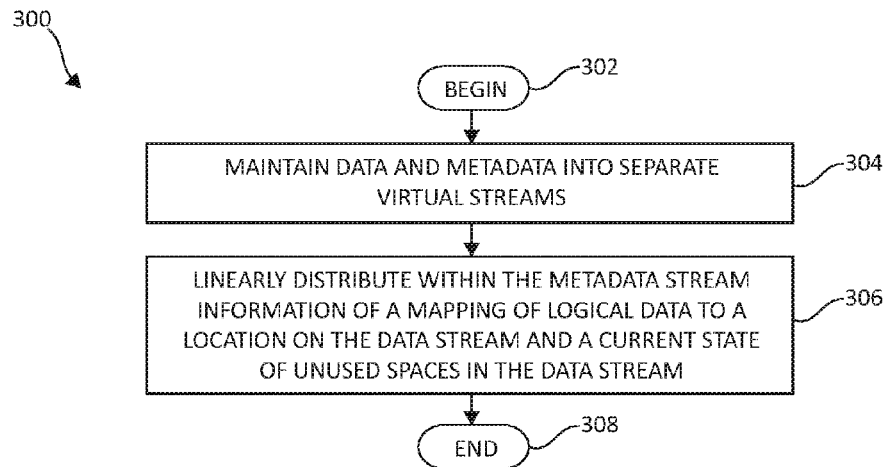 300
BEGIN
302
MAINTAIN DATA AND METADATA INTO SEPARATE
VIRTUAL STREAMS
304
LINEARLY DISTRIBUTE WITHIN THE METADATA STREAM
INFORMATION OF A MAPPING OF LOGICAL DATA TO A
LOCATION ON THE DATA STREAM AND A CURRENT STATE
OF UNUSED SPACES IN THE DATA STREAM
306
END
308